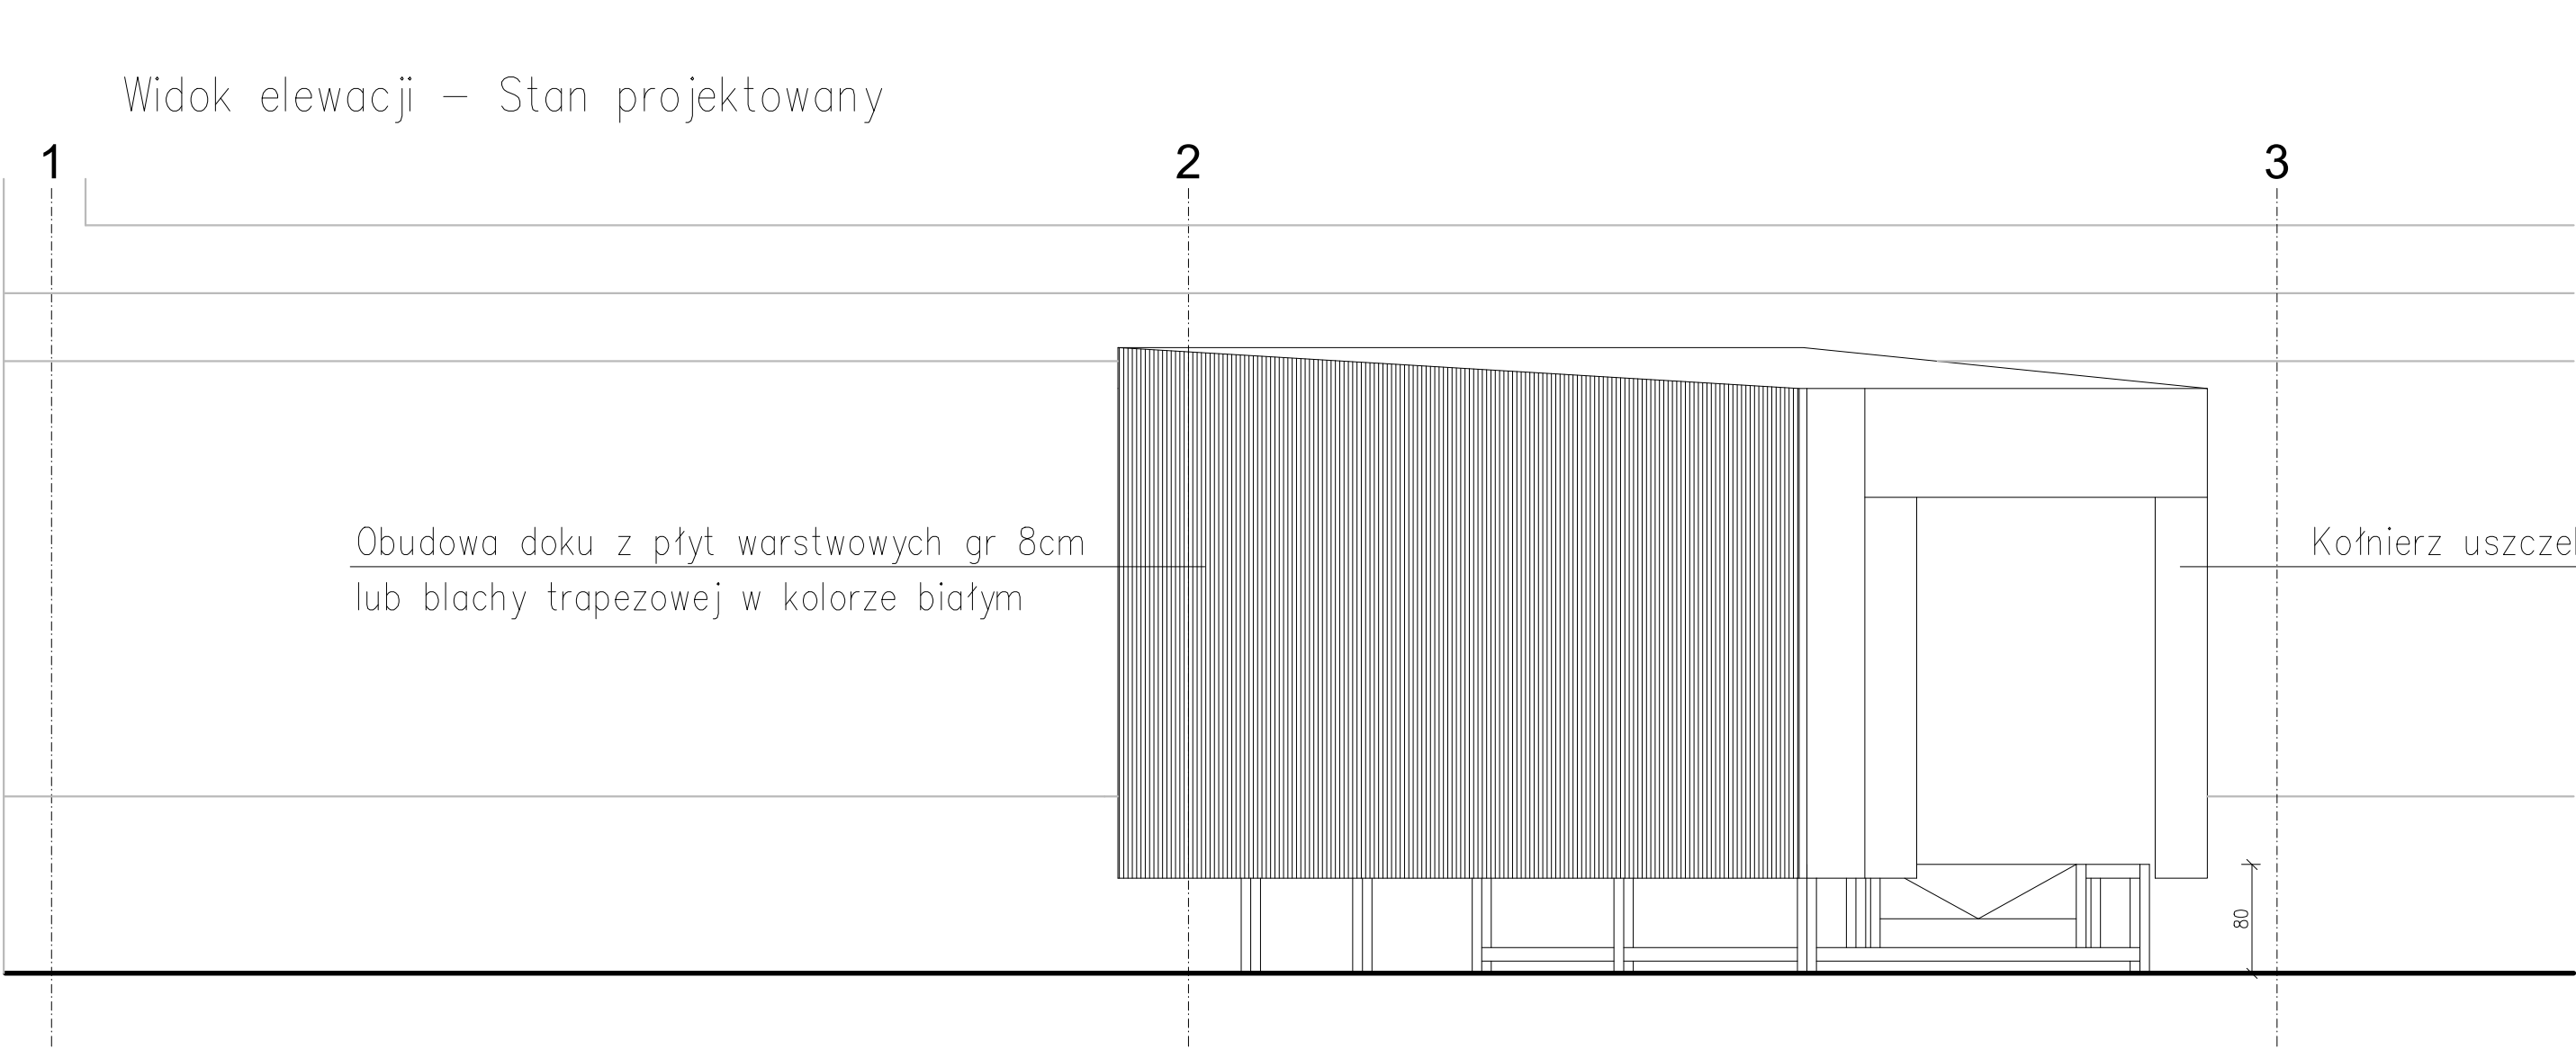 Widok elewacji – Stan projektowany
1 2 3
Obudowa doku z płyt warstwowych gr 8cm
lub blachy trapezowej w kolorze białym
Kołnierz
80